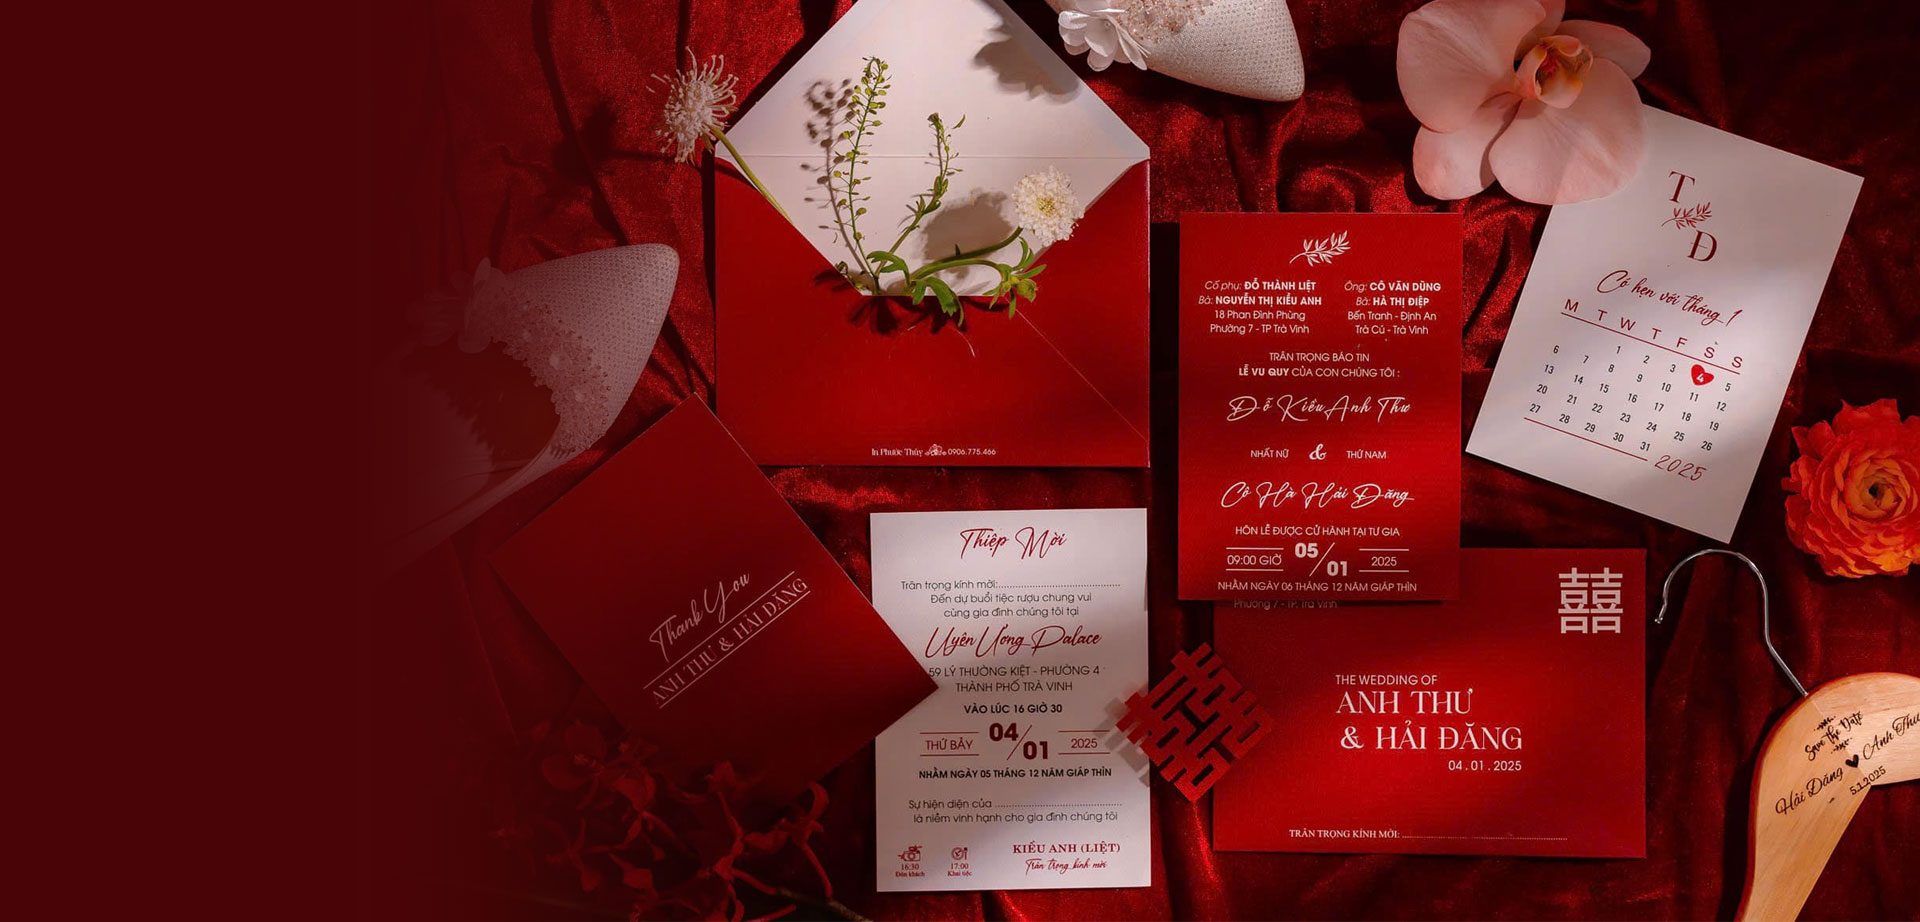 In Phước Thủy 0906.775.466
Thank You
ANH THƯ & HẢI ĐĂNG
Thiệp Mời
Trân trọng kính mời:
Đến dự buổi tiệc rượu chung vui
cùng gia đình chúng tôi tại
Uyên Ương Palace
59 LÝ THƯỜNG KIỆT - PHƯỜNG 4
THÀNH PHỐ TRÀ VINH
VÀO LÚC 16 GIỜ 30
THỨ BẢY 04/01 2025
NHẰM NGÀY 05 THÁNG 12 NĂM GIÁP THÌN
Sự hiện diện của
là niềm vinh hạnh cho gia đình chúng tôi
16:30
Đón khách
17:00
Khai tiệc
KIỀU ANH (LIỆT)
Trân trọng kính mời
Cố phụ: ĐỖ THÀNH LIỆT
Bà: NGUYỄN THỊ KIỀU ANH
18 Phan Đình Phùng
Phường 7 - TP Trà Vinh
Ông: CÔ VĂN DŨNG
Bà: HÀ THỊ ĐIỆP
Bến Tranh - Định An
Trà Cú - Trà Vinh
TRÂN TRỌNG BÁO TIN
LỄ VU QUY CỦA CON CHÚNG TÔI :
Đỗ Kiều Anh Thư
NHẤT NỮ & THỨ NAM
Cô Hà Hải Đăng
HÔN LỄ ĐƯỢC CỬ HÀNH TẠI TƯ GIA
09:00 GIỜ 05/01 2025
NHẰM NGÀY 06 THÁNG 12 NĂM GIÁP THÌN
Phường 7 - TP. Trà Vinh
囍
THE WEDDING OF
ANH THƯ
& HẢI ĐĂNG
04.01.2025
TRÂN TRỌNG KÍNH MỜI:
囍
T
Đ
Có hẹn với tháng 1
M T W T F S S
1 2 3 4 5
6 7 8 9 10 11 12
13 14 15 16 17 18 19
20 21 22 23 24 25 26
27 28 29 30 31
2025
Save The Date
Hải Đăng Anh Thư
5.1.2025